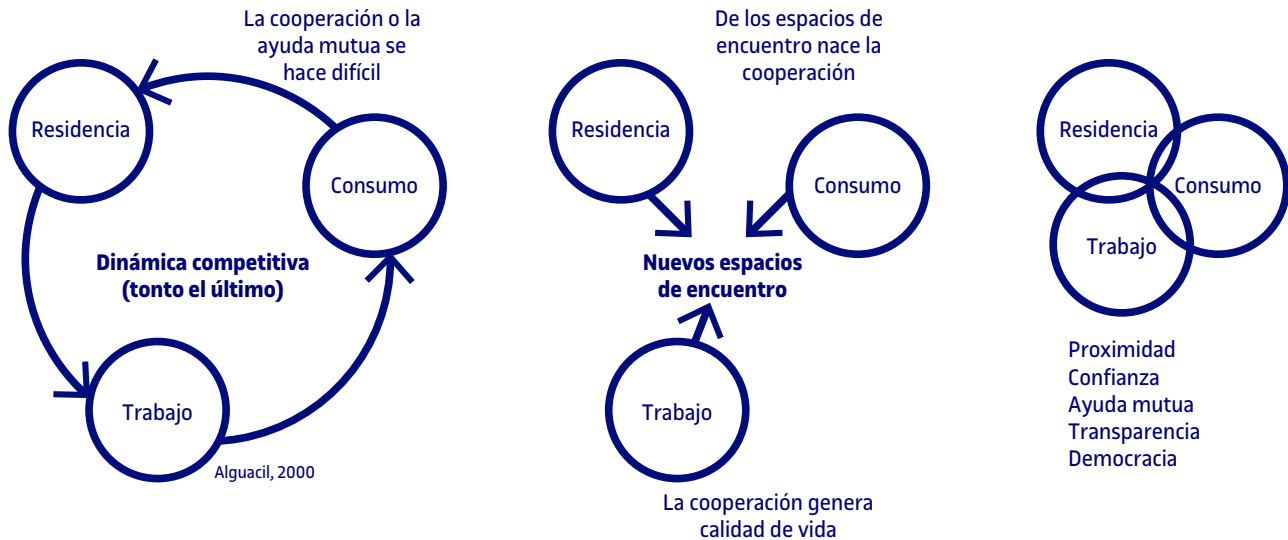 La cooperación o la
ayuda mutua se
hace difícil
Residencia
Consumo
Dinámica competitiva
(tonto el último)
Trabajo
Alguacil, 2000
De los espacios de
encuentro nace la
cooperación
Residencia
Consumo
Nuevos espacios
de encuentro
Trabajo
La cooperación genera
calidad de vida
Residencia
Consumo
Trabajo
Proximidad
Confianza
Ayuda mutua
Transparencia
Democracia